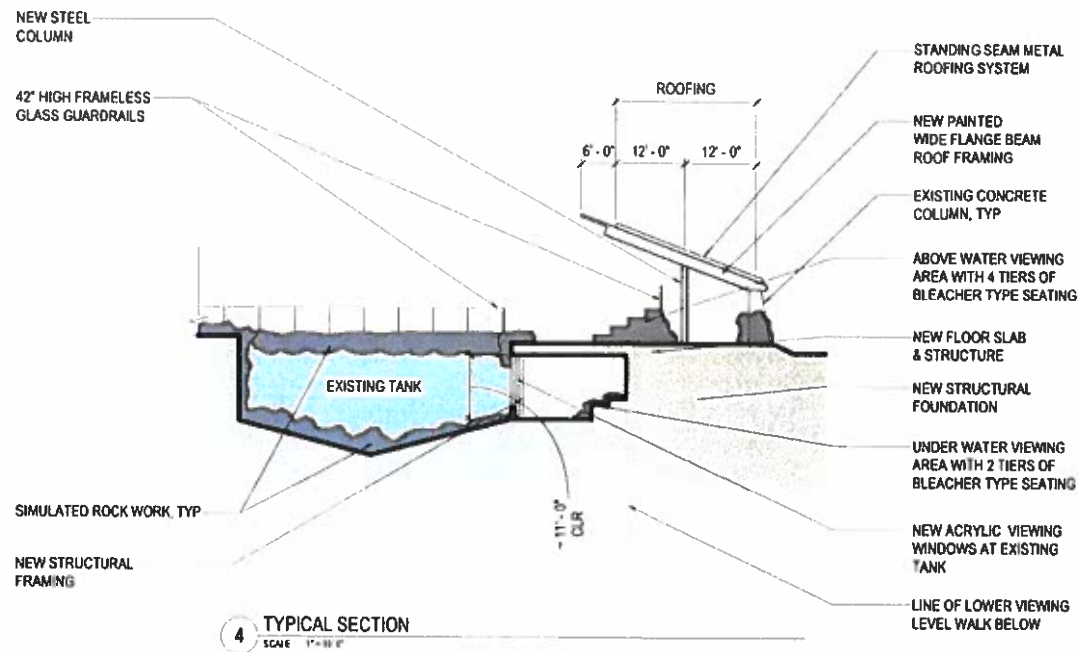 NEW STEEL
COLUMN
42" HIGH FRAMELESS
GLASS GUARDRAILS
ROOFING
6' - 0"
12' - 0"
12' - 0"
STANDING SEAM METAL
ROOFING SYSTEM
NEW PAINTED
WIDE FLANGE BEAM
ROOF FRAMING
EXISTING CONCRETE
COLUMN, TYP
ABOVE WATER VIEWING
AREA WITH 4 TIERS OF
BLEACHER TYPE SEATING
NEW FLOOR SLAB
& STRUCTURE
EXISTING TANK
NEW STRUCTURAL
FOUNDATION
UNDER WATER VIEWING
AREA WITH 2 TIERS OF
BLEACHER TYPE SEATING
SIMULATED ROCK WORK, TYP
~ 11' - 0"
CLR
NEW ACRYLIC VIEWING
WINDOWS AT EXISTING
TANK
NEW STRUCTURAL
FRAMING
LINE OF LOWER VIEWING
LEVEL WALK BELOW
4 TYPICAL SECTION
SCALE